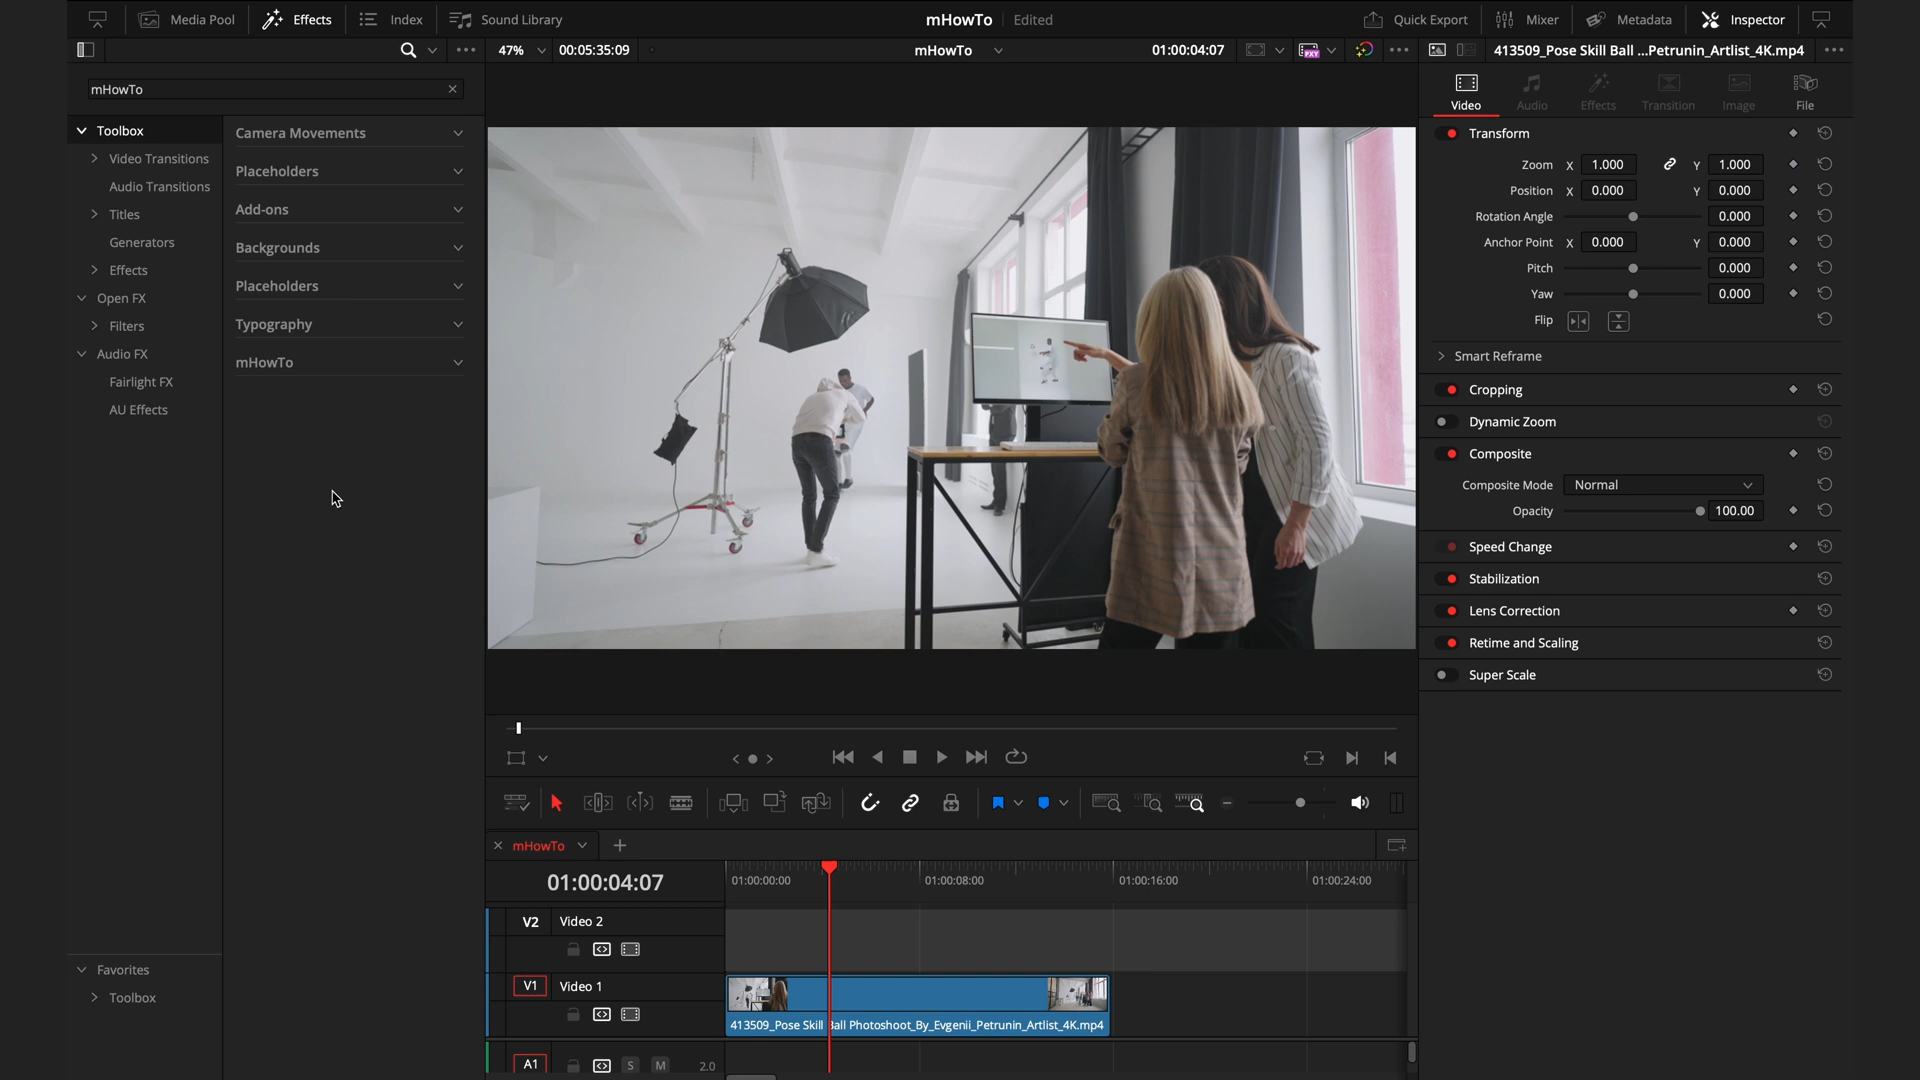 Media Pool
Effects
Index
Sound Library
mHowTo
Edited
Quick Export
Mixer
Metadata
Inspector
47%
00:05:35:09
mHowTo
01:00:04:07
PXY
413509_Pose Skill Ball ...Petrunin_Artlist_4K.mp4
mHowTo
Toolbox
Video Transitions
Audio Transitions
Titles
Generators
Effects
Open FX
Filters
Audio FX
Fairlight FX
AU Effects
Favorites
Toolbox
Camera Movements
Placeholders
Add-ons
Backgrounds
Placeholders
Typography
mHowTo
Video
Audio
Effects
Transition
Image
File
Transform
Zoom X 1.000 Y 1.000
Position X 0.000 Y 0.000
Rotation Angle 0.000
Anchor Point X 0.000 Y 0.000
Pitch 0.000
Yaw 0.000
Flip
Smart Reframe
Cropping
Dynamic Zoom
Composite
Composite Mode Normal
Opacity 100.00
Speed Change
Stabilization
Lens Correction
Retime and Scaling
Super Scale
mHowTo
01:00:04:07
01:00:00:00
01:00:08:00
01:00:16:00
01:00:24:00
V2 Video 2
V1 Video 1
413509_Pose Skill Ball Photoshoot_By_Evgenii_Petrunin_Artlist_4K.mp4
A1 S M 2.0